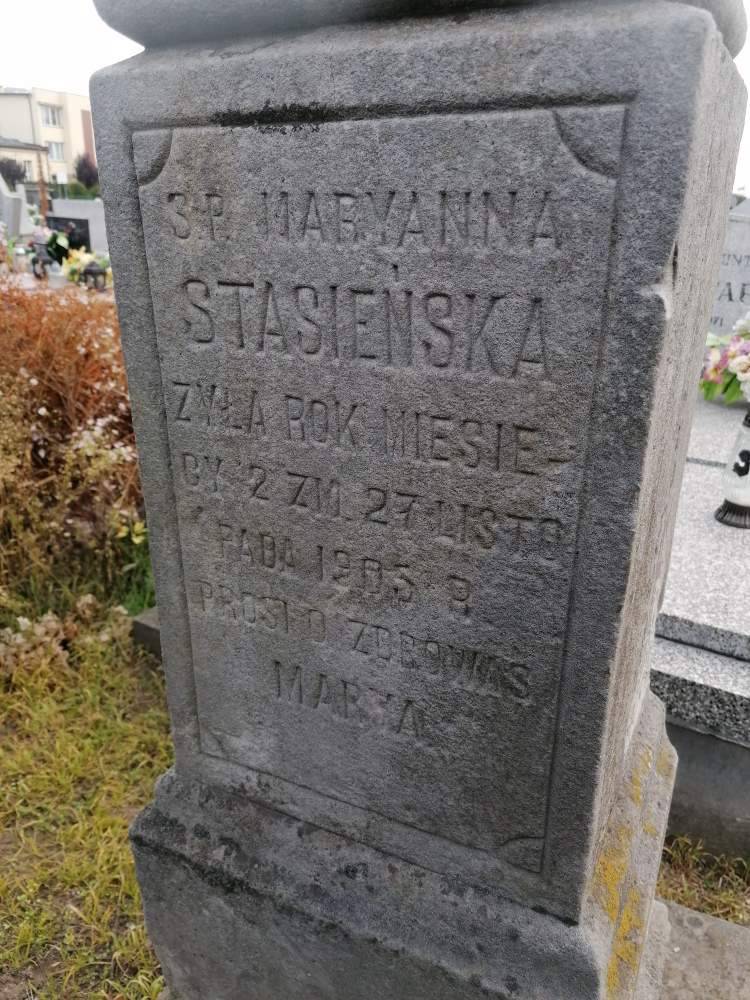 Ś.P. MARYANNA
STASIEŃSKA
ŻYŁA ROK MIESIE-
CY 2 ZM. 27 LISTO
PADA 1905 R
PROSI O ZDROWAŚ
MARYA